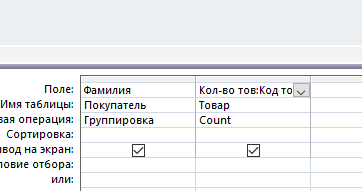 Поле: Фамилия Кол-во тов:Код то
Имя таблицы: Покупатель Товар
вая операция: Группировка Count
Сортировка:
вод на экран:
ловие отбора:
или: